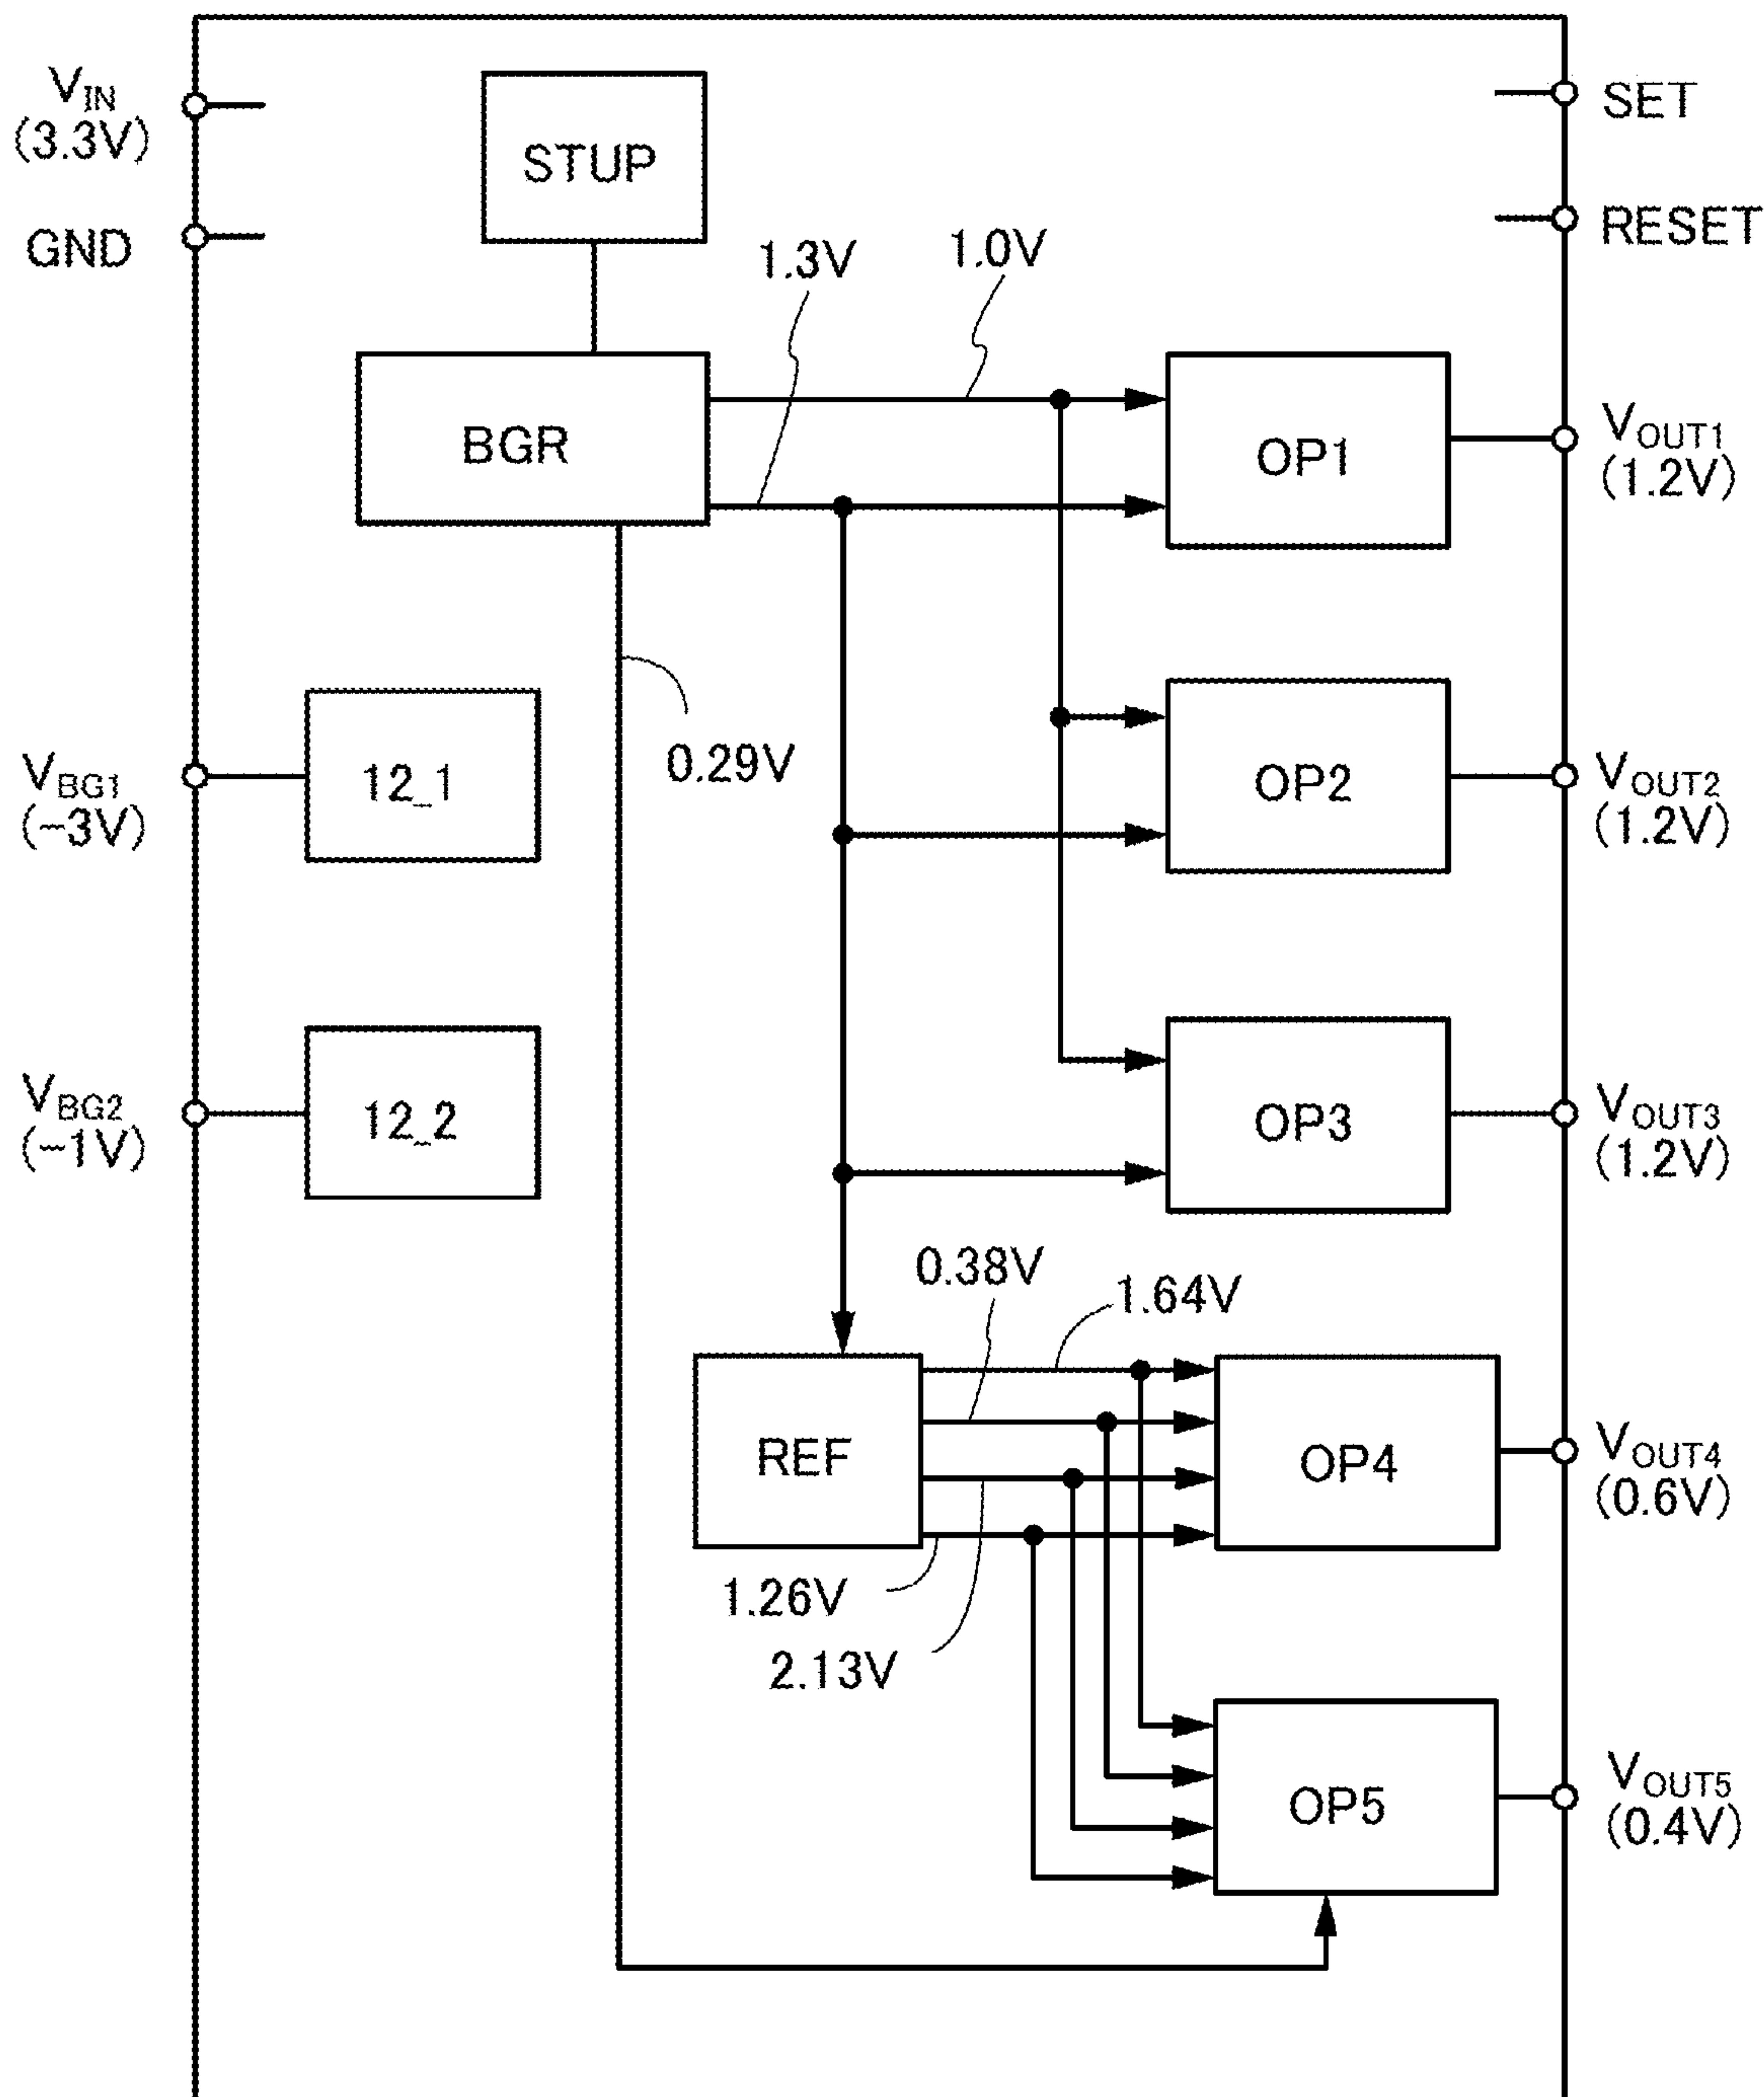 VIN
(3.3V)
GND
STUP
SET
RESET
1.3V
1.0V
BGR
OP1
VOUT1
(1.2V)
0.29V
VBG1
(-3V)
12_1
OP2
VOUT2
(1.2V)
VBG2
(-1V)
12_2
OP3
VOUT3
(1.2V)
0.38V
1.64V
REF
OP4
VOUT4
(0.6V)
1.26V
2.13V
OP5
VOUT5
(0.4V)